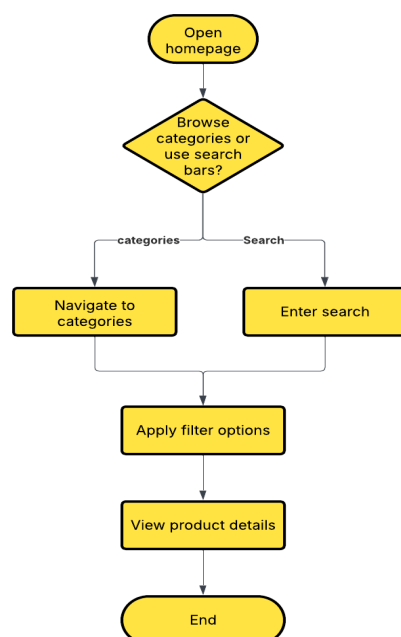 Open
homepage
Browse
categories or
use search
bars?
categories
Search
Navigate to
categories
Enter search
Apply filter options
View product details
End